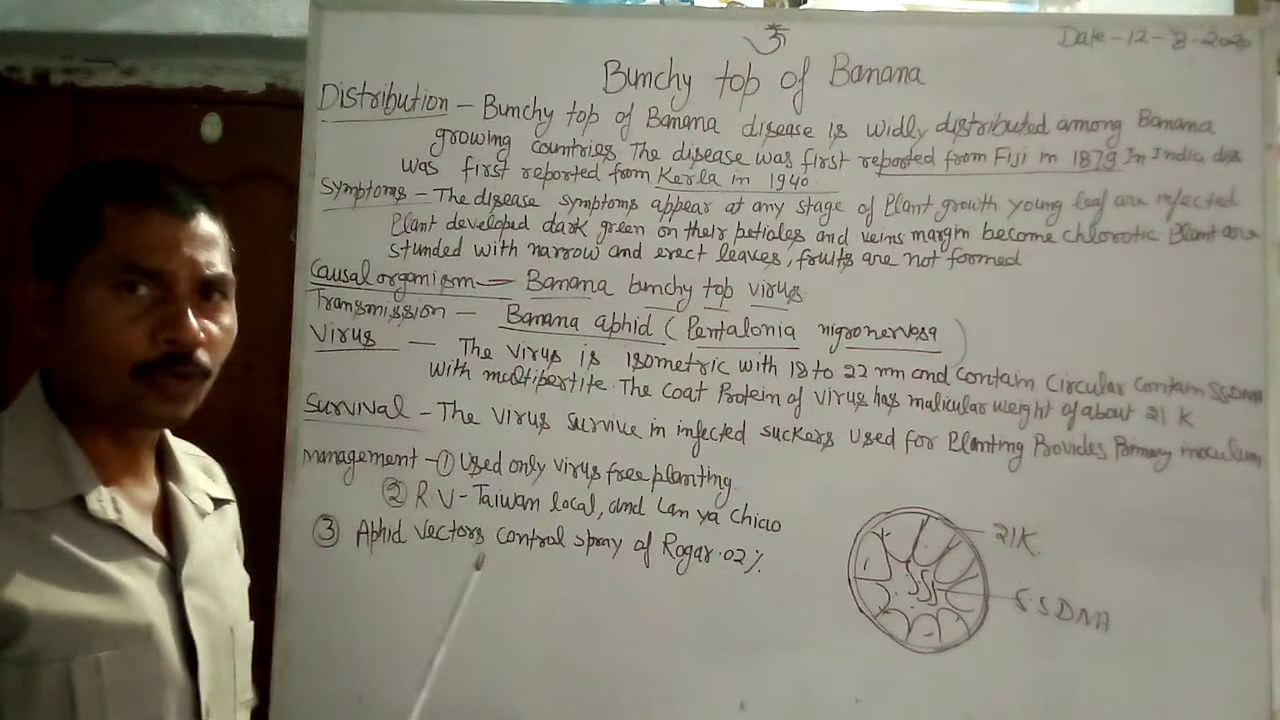 ॐ
Date-12-8-2020
Bunchy top of Banana
Distribution - Bunchy top of Banana disease is widly distributed among Banana
growing countries The disease was first reported from Fiji in 1879 In India dis
was first reported from Kerla in 1940
Symptoms - The disease symptoms appear at any stage of Plant growth young leaf are infected
Plant developed dark green on their petioles and veins margin become chlorotic Plant are
stunded with narrow and erect leaves, fruits are not formed
Causal organism - Banana bunchy top virus
Transmission - Banana aphid (Pentalonia nigronervosa)
Virus - The virus is isometric with 18 to 22 nm and contain circular contain SSDNA
with multipertite. The coat Protein of virus has malicular weight of about 21 K
Survival - The virus survive in infected suckers used for Planting Provides Primary inoculum
management - ① Used only virus free planting.
② R.V - Taiwan local, and Lan ya chiao
③ Aphid vectors control spray of Rogar .02%.
21K
S.S DNA